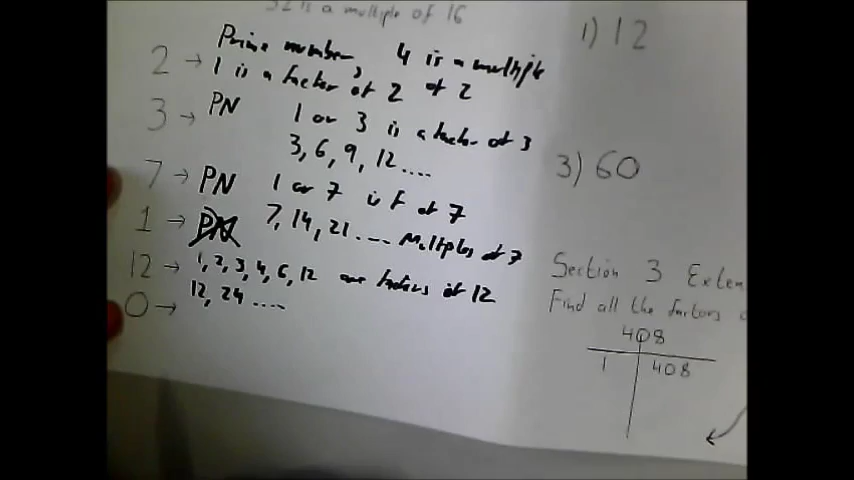 32 is a multiple of 16
Prime number, 4 is a multiple
2 → 1 is a factor of 2 of 2
3 → PN 1 or 3 is a factor of 3
3, 6, 9, 12....
7 → PN 1 or 7 is F of 7
1 → PN 7, 14, 21.... Multiples of 7
12 → 1, 2, 3, 4, 6, 12 are factors of 12
0 → 12, 24 ....
1) 12
3) 60
Section 3 Exten
Find all the factors o
408
1 408